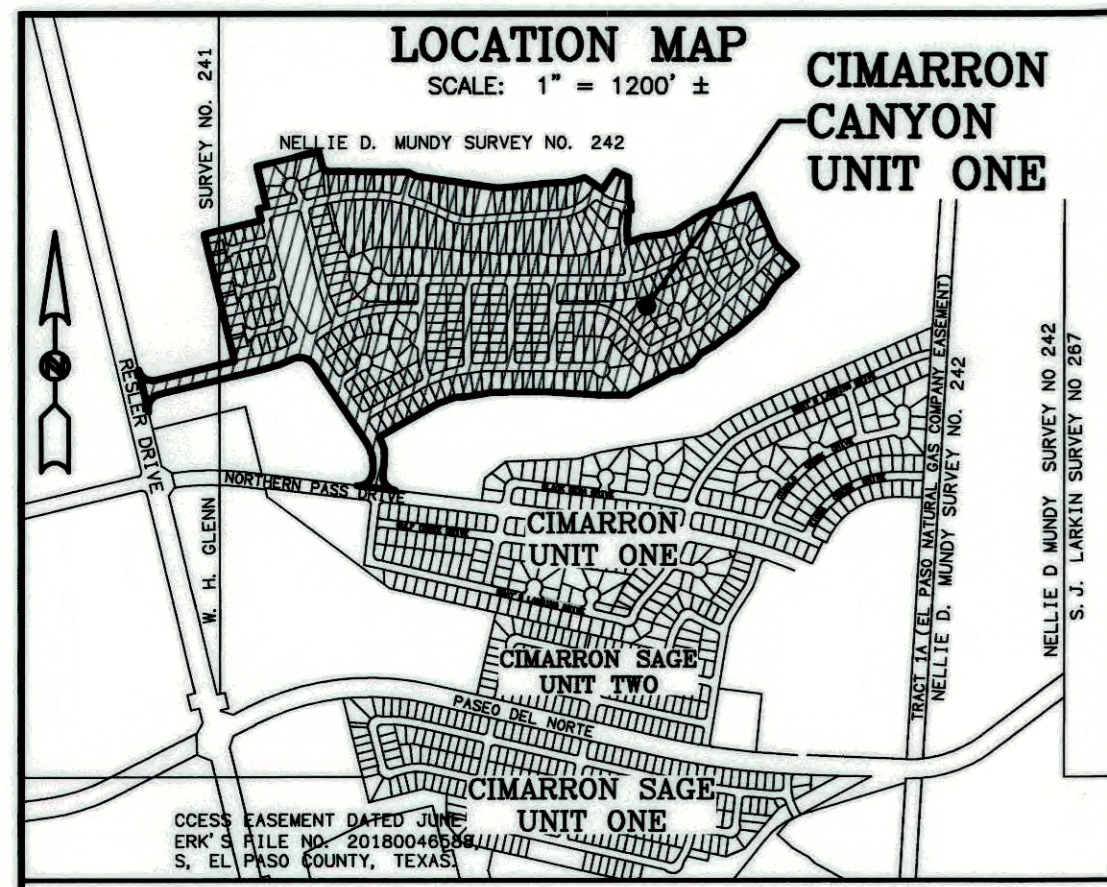 LOCATION MAP
SCALE: 1" = 1200' ±
CIMARRON
CANYON
UNIT ONE
NELLIE D. MUNDY SURVEY NO. 242
SURVEY NO. 241
W. H. GLENN
RESLER DRIVE
N
NORTHERN PASS DRIVE
CIMARRON
UNIT ONE
CIMARRON SAGE
UNIT TWO
PASEO DEL NORTE
CIMARRON SAGE
UNIT ONE
TRACT 1A (EL PASO NATURAL GAS COMPANY EASEMENT)
NELLIE D. MUNDY SURVEY NO. 242
NELLIE D MUNDY SURVEY NO 242
S. J. LARKIN SURVEY NO 267
CCESS EASEMENT DATED JUNE
ERK'S FILE NO. 20180046588,
S, EL PASO COUNTY, TEXAS.